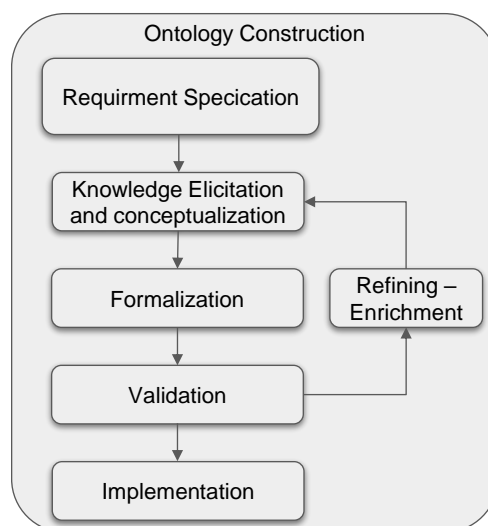 Ontology Construction
Requirment Specication
Knowledge Elicitation
and conceptualization
Formalization
Refining –
Enrichment
Validation
Implementation